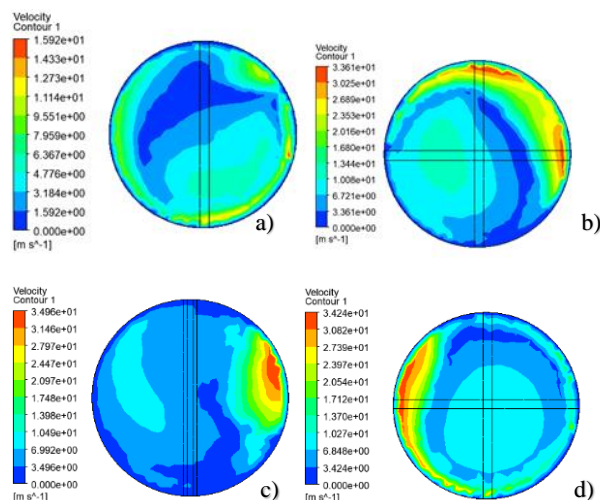 Velocity
Contour 1
1.592e+01
1.433e+01
1.273e+01
1.114e+01
9.551e+00
7.959e+00
6.367e+00
4.776e+00
3.184e+00
1.592e+00
0.000e+00
[m s^-1]
a)
Velocity
Contour 1
3.361e+01
3.025e+01
2.689e+01
2.353e+01
2.016e+01
1.680e+01
1.344e+01
1.008e+01
6.721e+00
3.361e+00
0.000e+00
[m s^-1]
b)
Velocity
Contour 1
3.496e+01
3.146e+01
2.797e+01
2.447e+01
2.097e+01
1.748e+01
1.398e+01
1.049e+01
6.992e+00
3.496e+00
0.000e+00
[m s^-1]
c)
Velocity
Contour 1
3.424e+01
3.082e+01
2.739e+01
2.397e+01
2.054e+01
1.712e+01
1.370e+01
1.027e+01
6.848e+00
3.424e+00
0.000e+00
[m s^-1]
d)